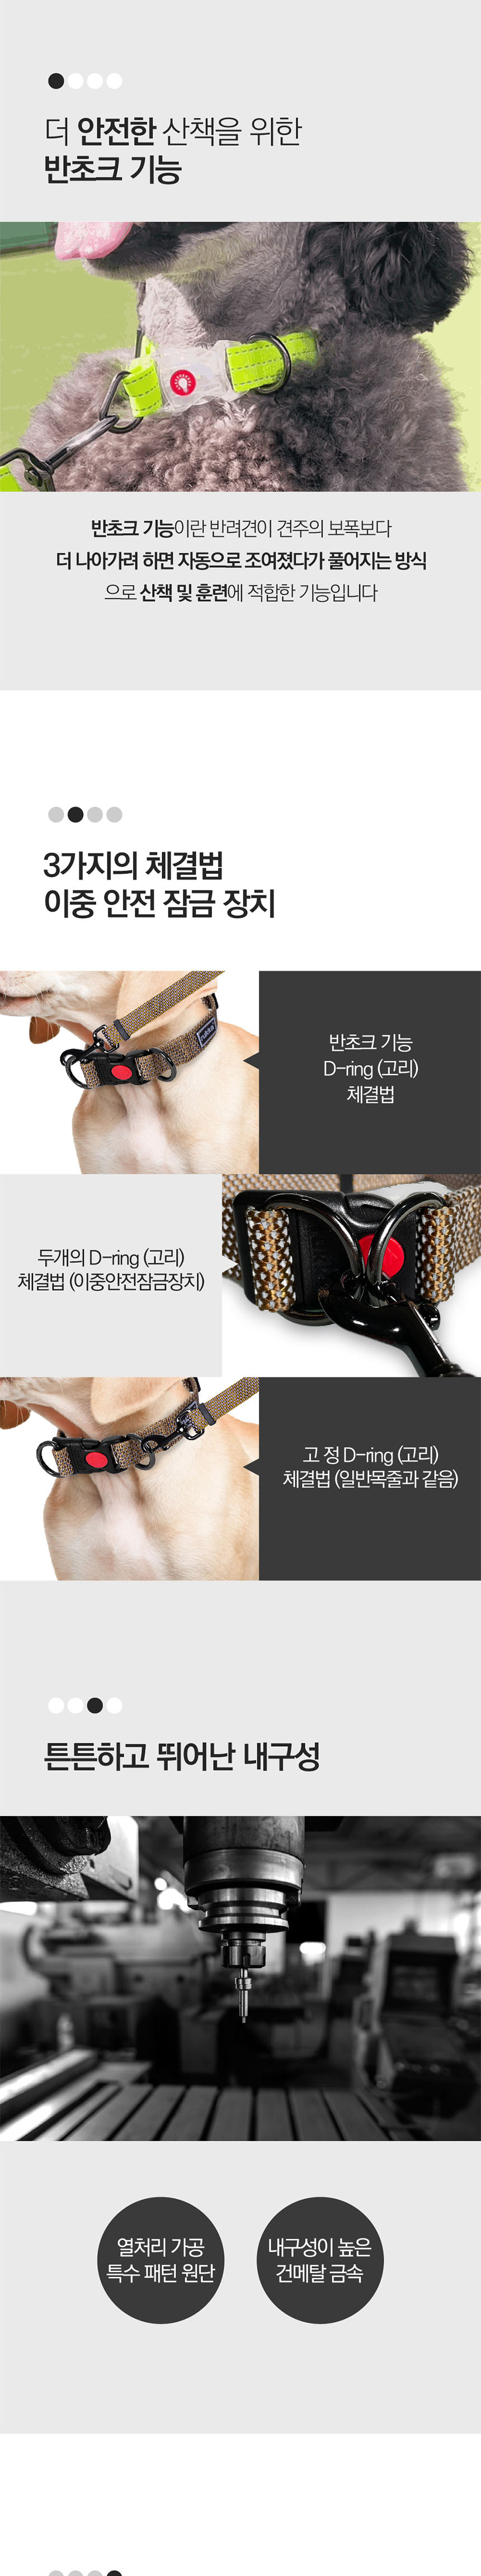 더 안전한 산책을 위한
반초크 기능
반초크 기능이란 반려견이 견주의 보폭보다
더 나아가려 하면 자동으로 조여졌다가 풀어지는 방식
으로 산책 및 훈련에 적합한 기능입니다
3가지의 체결법
이중 안전 잠금 장치
반초크 기능
D-ring (고리)
체결법
두개의 D-ring (고리)
체결법 (이중안전잠금장치)
고 정 D-ring (고리)
체결법 (일반목줄과 같음)
튼튼하고 뛰어난 내구성
열처리 가공
특수 패턴 원단
내구성이 높은
건메탈 금속